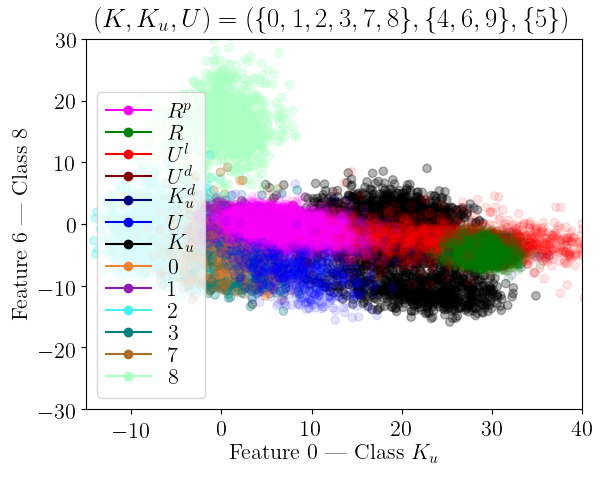 (K, K_u, U) = ({0, 1, 2, 3, 7, 8}, {4, 6, 9}, {5})
30
20
10
0
−10
−20
−30
Feature 6 — Class 8
R^p
R
U^l
U^d
K_u^d
U
K_u
0
1
2
3
7
8
−10
0
10
20
30
40
Feature 0 — Class K_u